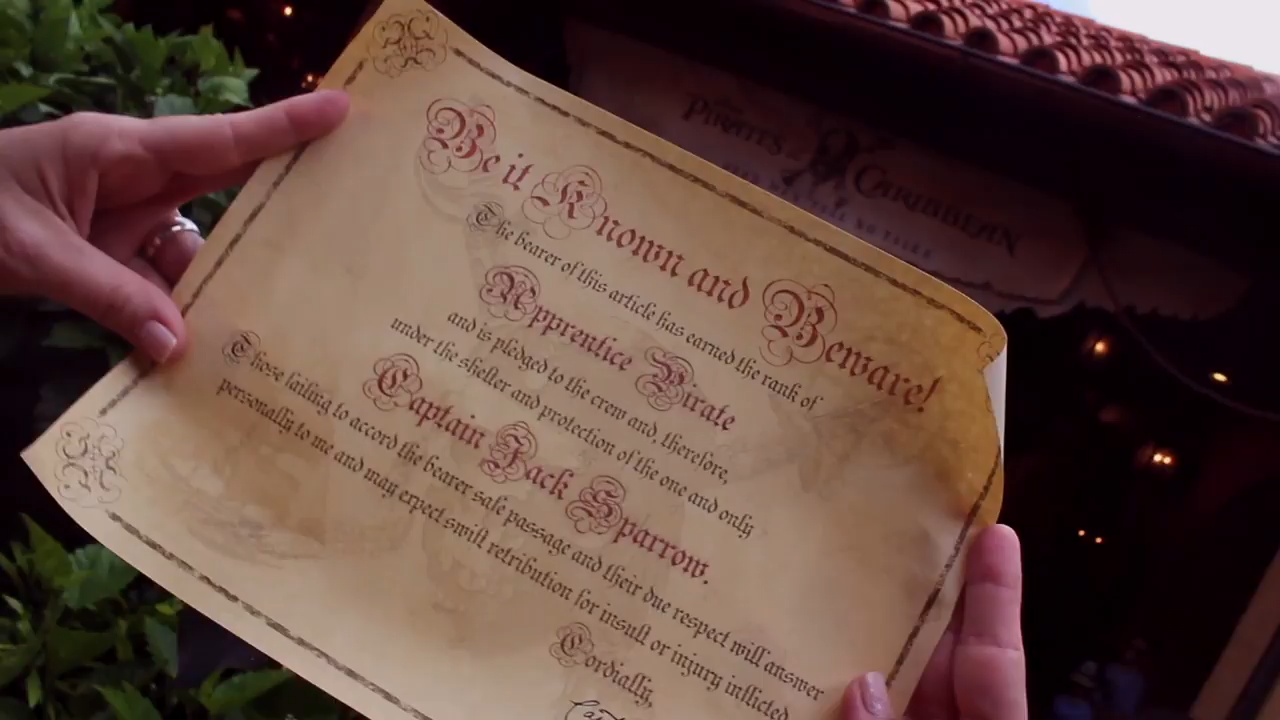 Be it Known and Beware!
The bearer of this article has earned the rank of
Apprentice Pirate
and is pledged to the crew and, therefore,
under the shelter and protection of the one and only
Captain Jack Sparrow.
Those failing to accord the bearer safe passage and their due respect will answer
personally to me and may expect swift retribution for insult or injury inflicted
Cordially,
PIRATES
CARIBBEAN